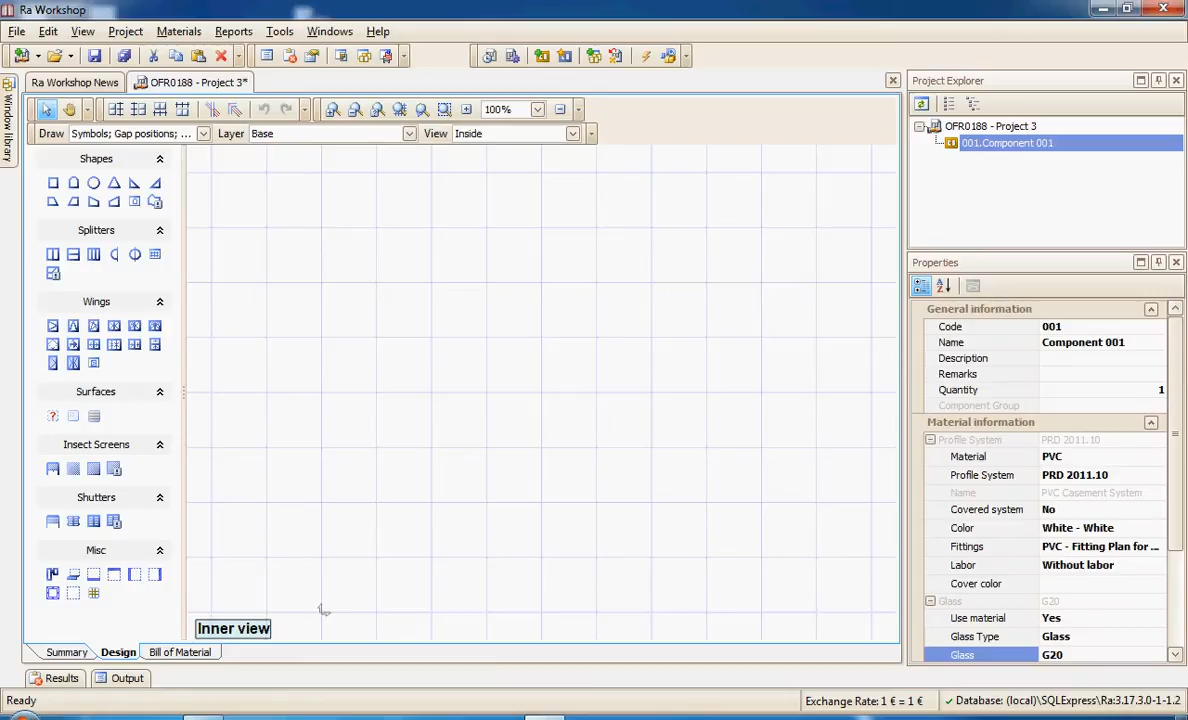 Ra Workshop
File Edit View Project Materials Reports Tools Windows Help
Window library
Ra Workshop News
OFR0188 - Project 3*
100%
Draw Symbols; Gap positions; ... Layer Base View Inside
Shapes
Splitters
Wings
Surfaces
Insect Screens
Shutters
Misc
Inner view
Summary Design Bill of Material
Results Output
Project Explorer
OFR0188 - Project 3
001.Component 001
Properties
General information
Code 001
Name Component 001
Description
Remarks
Quantity 1
Component Group
Material information
Profile System PRD 2011.10
Material PVC
Profile System PRD 2011.10
Name PVC Casement System
Covered system No
Color White - White
Fittings PVC - Fitting Plan for ...
Labor Without labor
Cover color
Glass G20
Use material Yes
Glass Type Glass
Glass G20
Ready
Exchange Rate: 1 € = 1 €
Database: (local)\SQLExpress\Ra:3.17.3.0-1-1.2